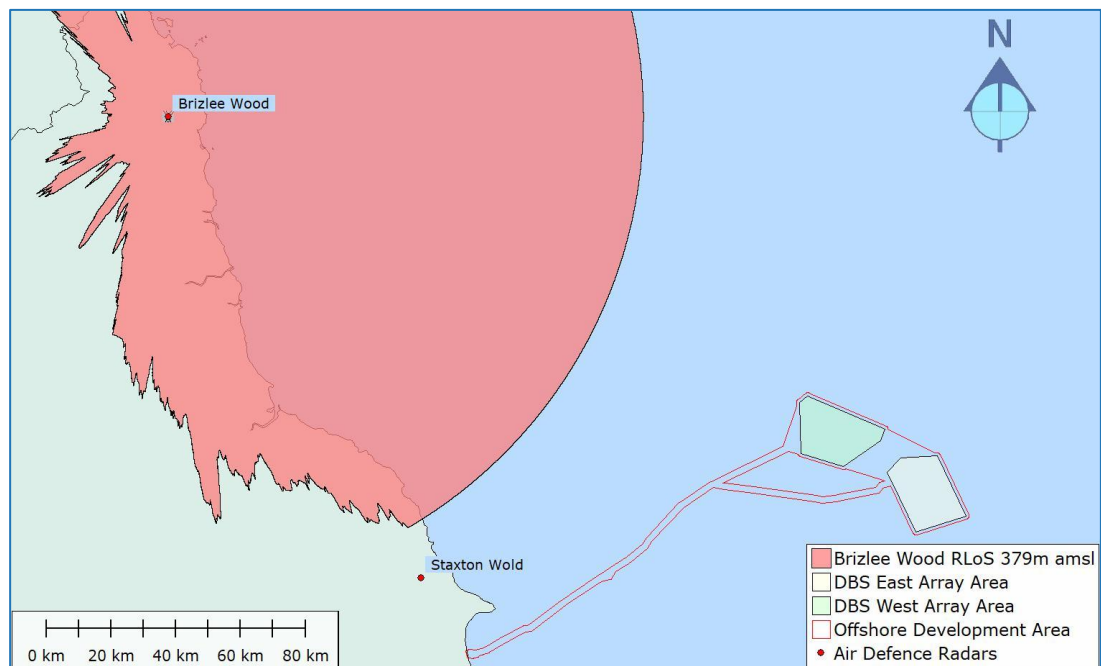 N
Brizlee Wood
Staxton Wold
0 km 20 km 40 km 60 km 80 km
Brizlee Wood RLoS 379m amsl
DBS East Array Area
DBS West Array Area
Offshore Development Area
Air Defence Radars